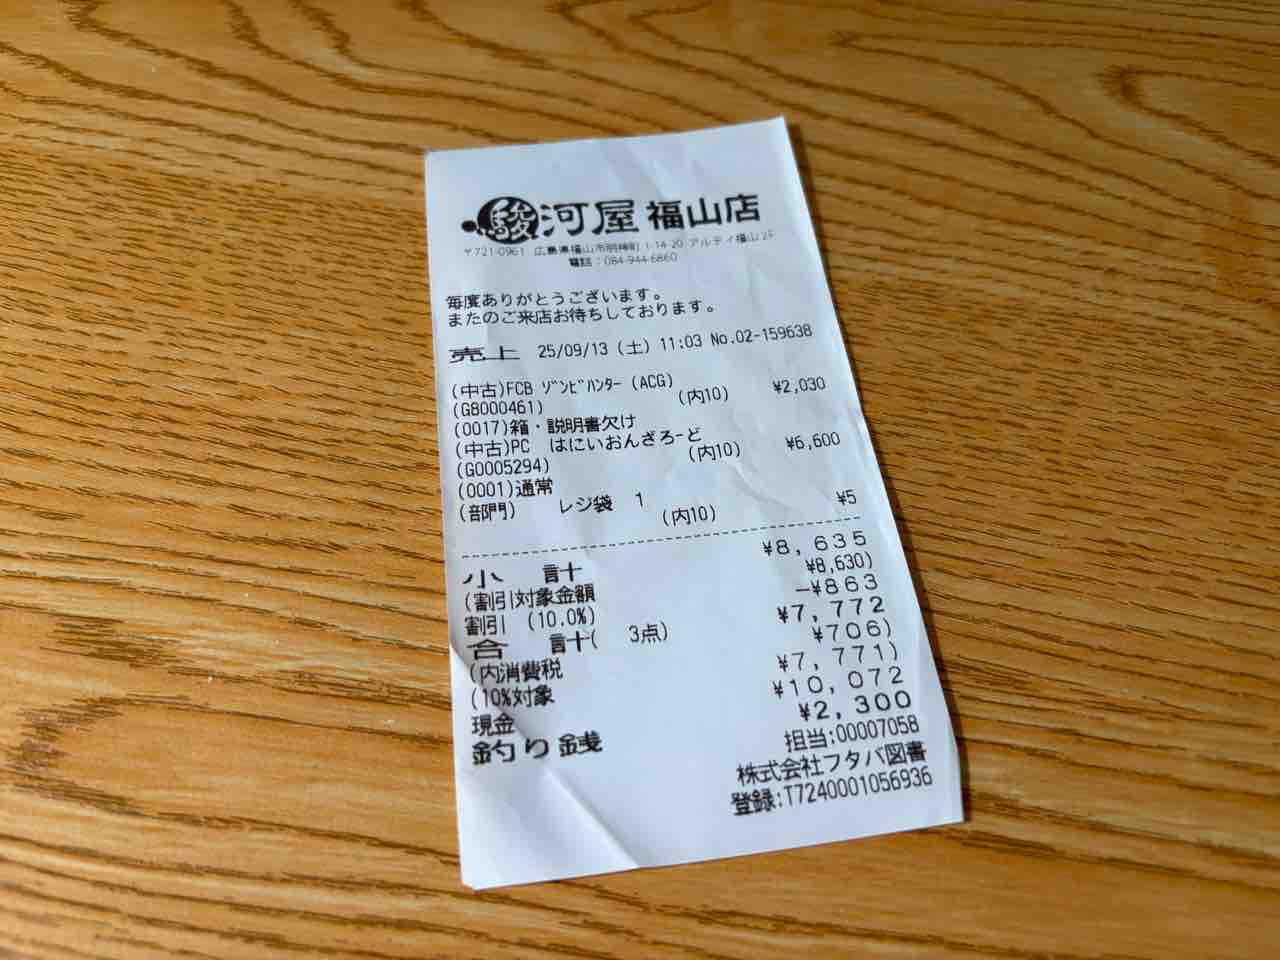 駿河屋 福山店
〒721-0961 広島県福山市明神町 1-14-20 アルティ福山 2F
電話：084-944-6860
毎度ありがとうございます。
またのご来店お待ちしております。
売上 25/09/13 (土) 11:03 No.02-159638
(中古)FCB ｿﾞﾝﾋﾞﾊﾝﾀｰ (ACG) ¥2,030
(G8000461) (内10)
(0017)箱・説明書欠け
(中古)PC はにいおんざろーど ¥6,600
(G0005294) (内10)
(0001)通常
(部門) レジ袋 1 ¥5
(内10)
小 計 ¥8,635
(割引対象金額 ¥8,630)
割引 (10.0%) -¥863
合 計( 3点) ¥7,772
(内消費税 ¥706)
(10%対象 ¥7,771)
現金 ¥10,072
釣り銭 ¥2,300
担当:00007058
株式会社フタバ図書
登録:T7240001056936